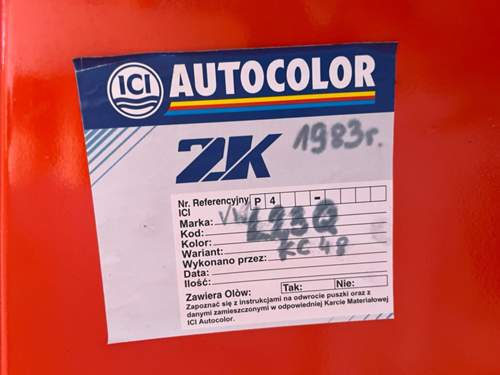 ICI AUTOCOLOR
2K 1983r.
Nr. Referencyjny P 4 -
ICI
Marka: VW
Kod: L23Q
Kolor:
Wariant: KC 48
Wykonano przez:
Data:
Ilość:
Zawiera Ołów: Tak: Nie:
Zapoznać się z instrukcjami na odwrocie puszki oraz z
danymi zamieszczonymi w odpowiedniej Karcie Materiałowej
ICI Autocolor.